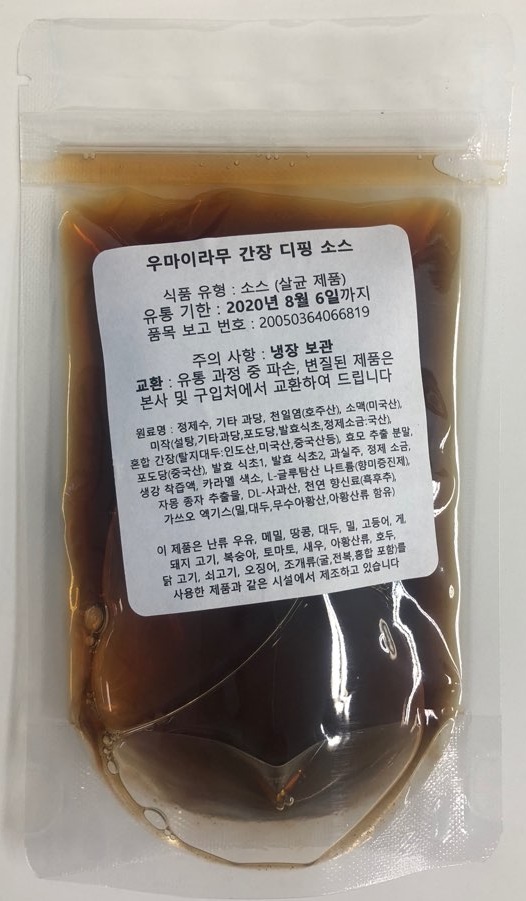 우마이라무 간장 디핑 소스
식품 유형 : 소스 (살균 제품)
유통 기한 : 2020년 8월 6일까지
품목 보고 번호 : 20050364066819
주의 사항 : 냉장 보관
교환 : 유통 과정 중 파손, 변질된 제품은
본사 및 구입처에서 교환하여 드립니다
원료명 : 정제수, 기타 과당, 천일염(호주산), 소맥(미국산),
미작(설탕,기타과당,포도당,발효식초,정제소금:국산),
혼합 간장(탈지대두:인도산,미국산,중국산등), 효모 추출 분말,
포도당(중국산), 발효 식초1, 발효 식초2, 과실주, 정제 소금,
생강 착즙액, 카라멜 색소, L-글루탐산 나트륨(향미증진제),
자몽 종자 추출물, DL-사과산, 천연 향신료(흑후추),
가쓰오 엑기스(밀,대두,무수아황산,아황산류 함유)
이 제품은 난류 우유, 메밀, 땅콩, 대두, 밀, 고등어, 게,
돼지 고기, 복숭아, 토마토, 새우, 아황산류, 호두,
닭 고기, 쇠고기, 오징어, 조개류(굴,전복,홍합 포함)를
사용한 제품과 같은 시설에서 제조하고 있습니다